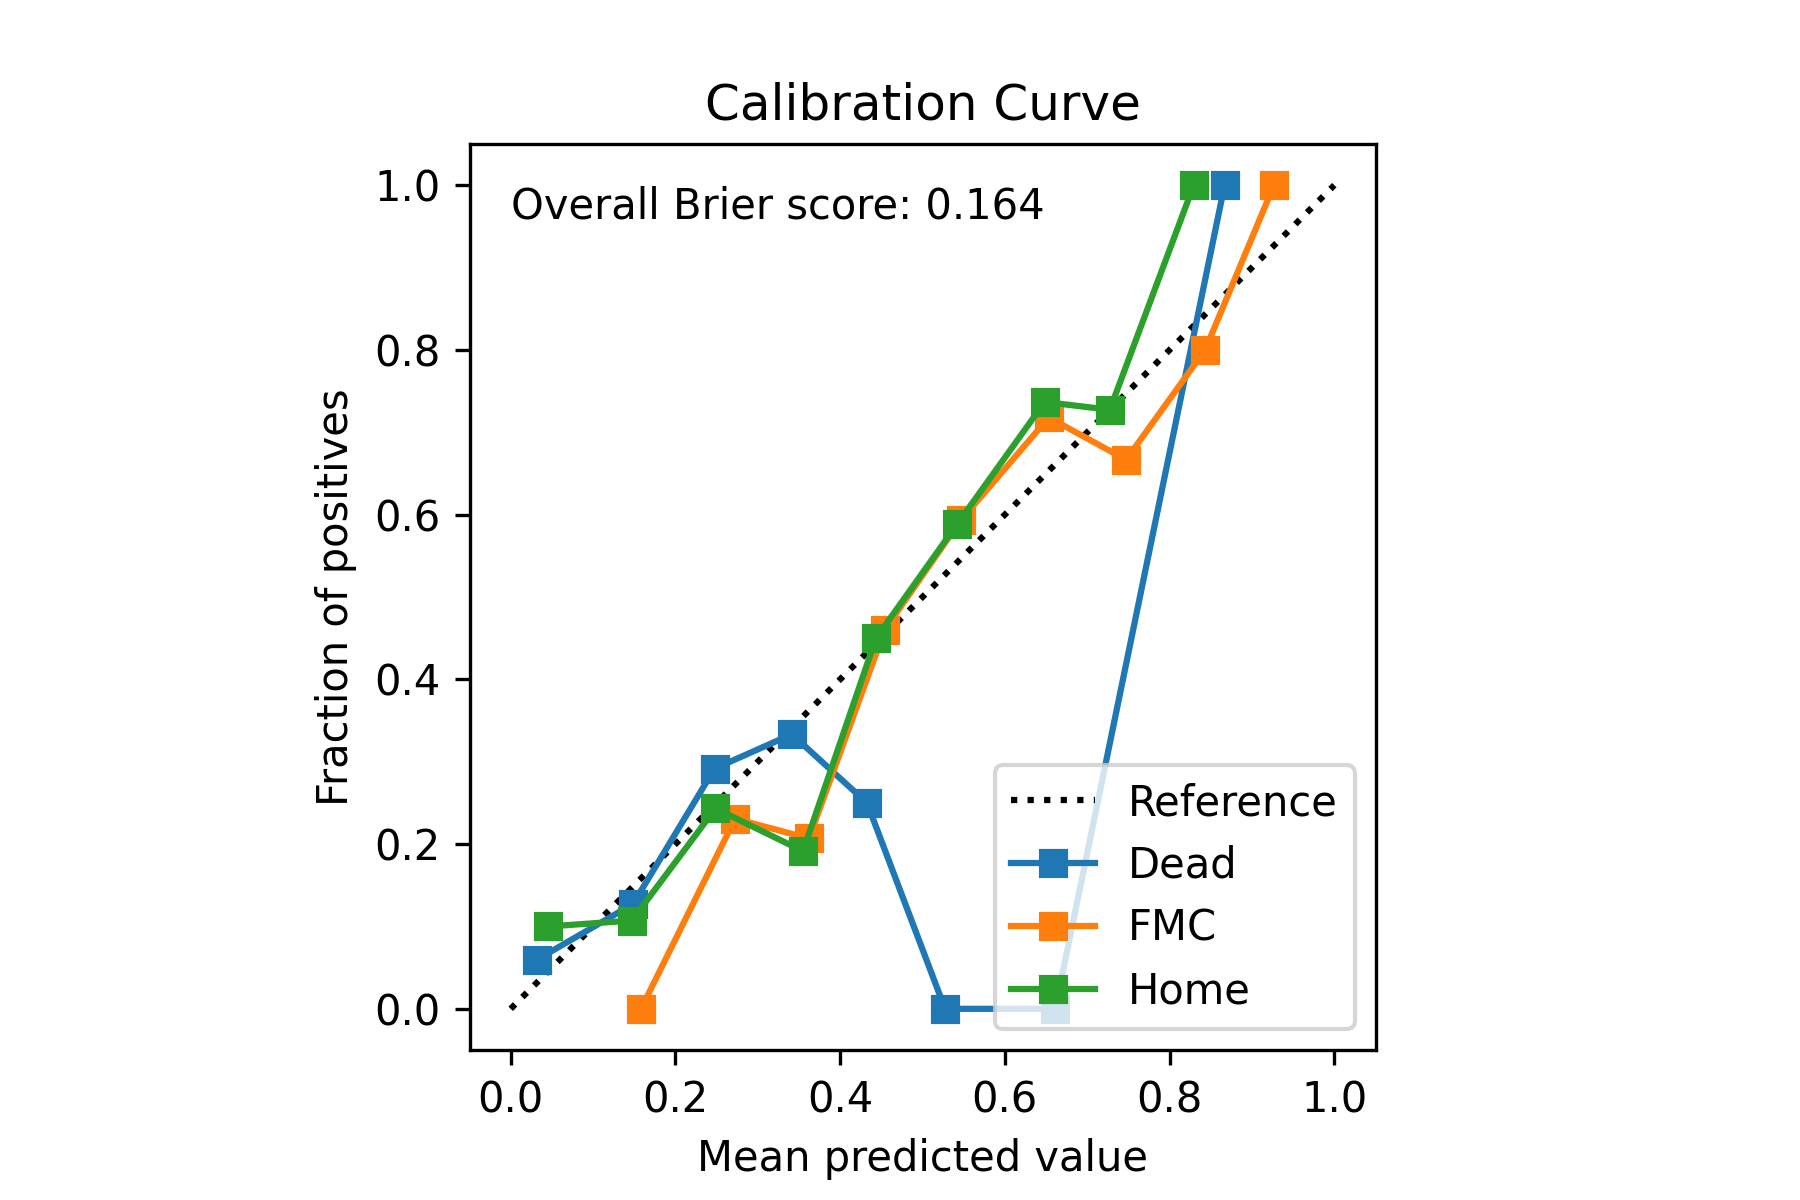 Calibration Curve
Overall Brier score: 0.164
1.0
0.8
0.6
0.4
0.2
0.0
Fraction of positives
Reference
Dead
FMC
Home
0.0 0.2 0.4 0.6 0.8 1.0
Mean predicted value